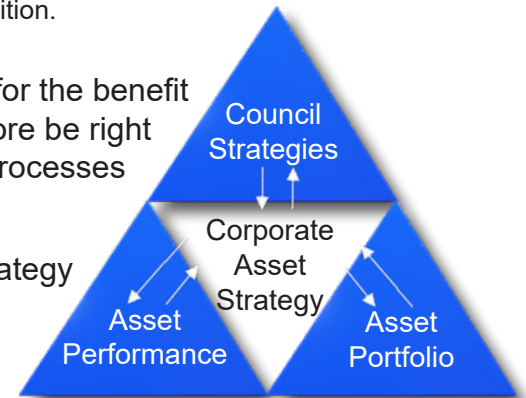 ition.
for the benefit
ore be right
rocesses
ategy
Council
Strategies
Corporate
Asset
Strategy
Asset
Performance
Asset
Portfolio